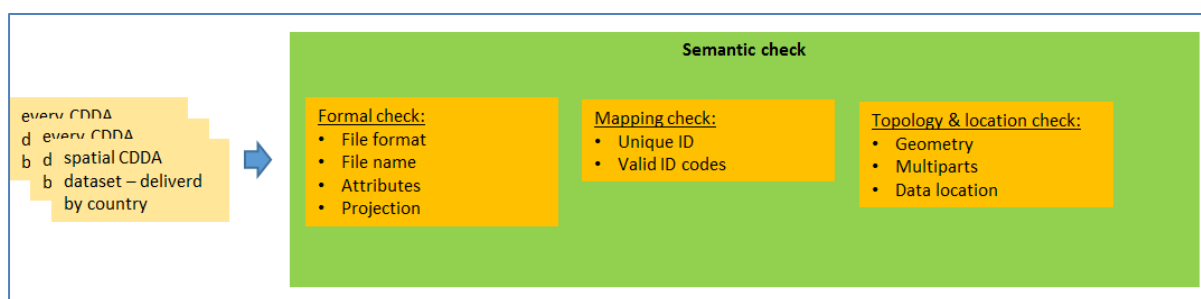 Semantic check
every CDDA
d every CDDA
b d spatial CDDA
b dataset – deliverd
by country
Formal check:
• File format
• File name
• Attributes
• Projection
Mapping check:
• Unique ID
• Valid ID codes
Topology & location check:
• Geometry
• Multiparts
• Data location